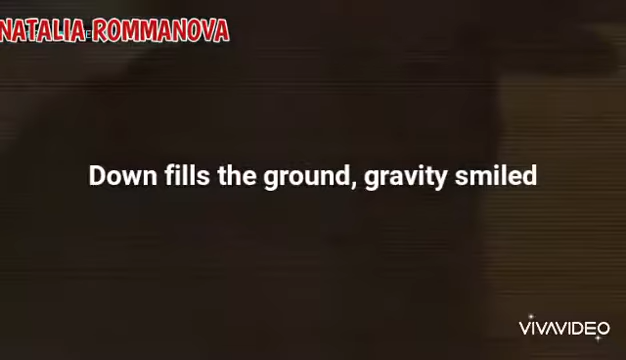 NATALIA ROMMANOVA
Down fills the ground, gravity smiled
VIVAVIDEO